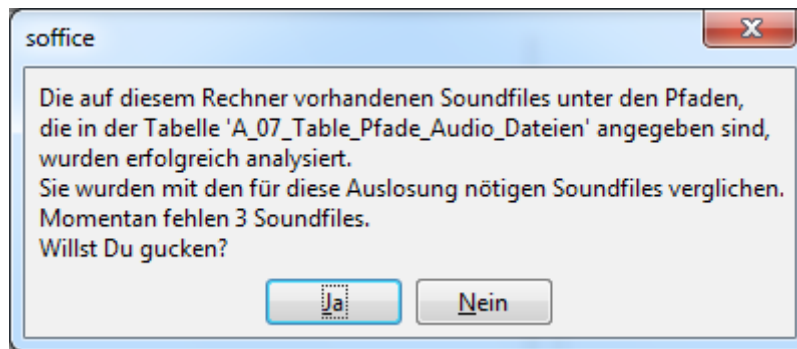 soffice
Die auf diesem Rechner vorhandenen Soundfiles unter den Pfaden,
die in der Tabelle 'A_07_Table_Pfade_Audio_Dateien' angegeben sind,
wurden erfolgreich analysiert.
Sie wurden mit den für diese Auslosung nötigen Soundfiles verglichen.
Momentan fehlen 3 Soundfiles.
Willst Du gucken?
Ja Nein